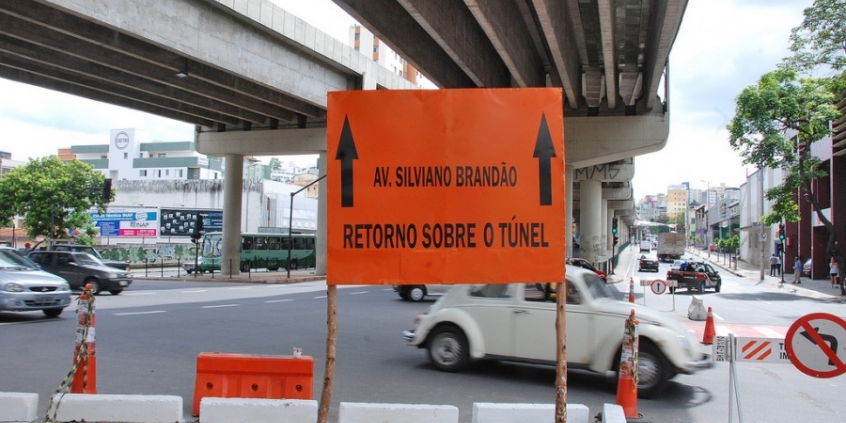 AV. SILVIANO BRANDÃO
RETORNO SOBRE O TÚNEL